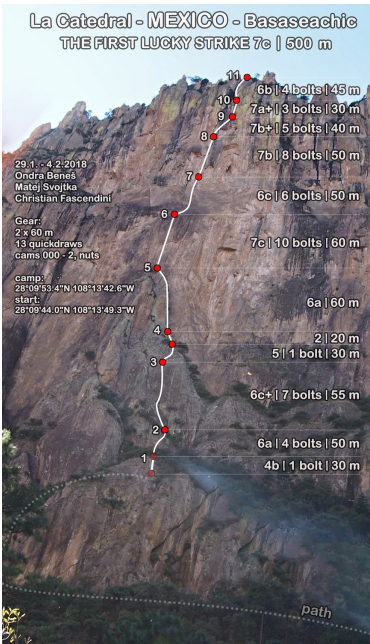 La Catedral - MEXICO - Basaseachic
THE FIRST LUCKY STRIKE 7c | 500 m
11
6b | 4 bolts | 45 m
10
7a+ | 3 bolts | 30 m
9
7b+ | 5 bolts | 40 m
8
7b | 8 bolts | 50 m
29.1. - 4.2.2018
Ondra Beneš
Matej Svojtka
Christian Fascendini
7
6c | 6 bolts | 50 m
6
Gear:
2 x 60 m
13 quickdraws
cams 000 - 2, nuts
7c | 10 bolts | 60 m
5
camp:
28°09'53.4"N 108°13'42.6"W
start:
28°09'44.0"N 108°13'49.3"W
6a | 60 m
4
2 | 20 m
5 | 1 bolt | 30 m
3
6c+ | 7 bolts | 55 m
2
6a | 4 bolts | 50 m
1
4b | 1 bolt | 30 m
path